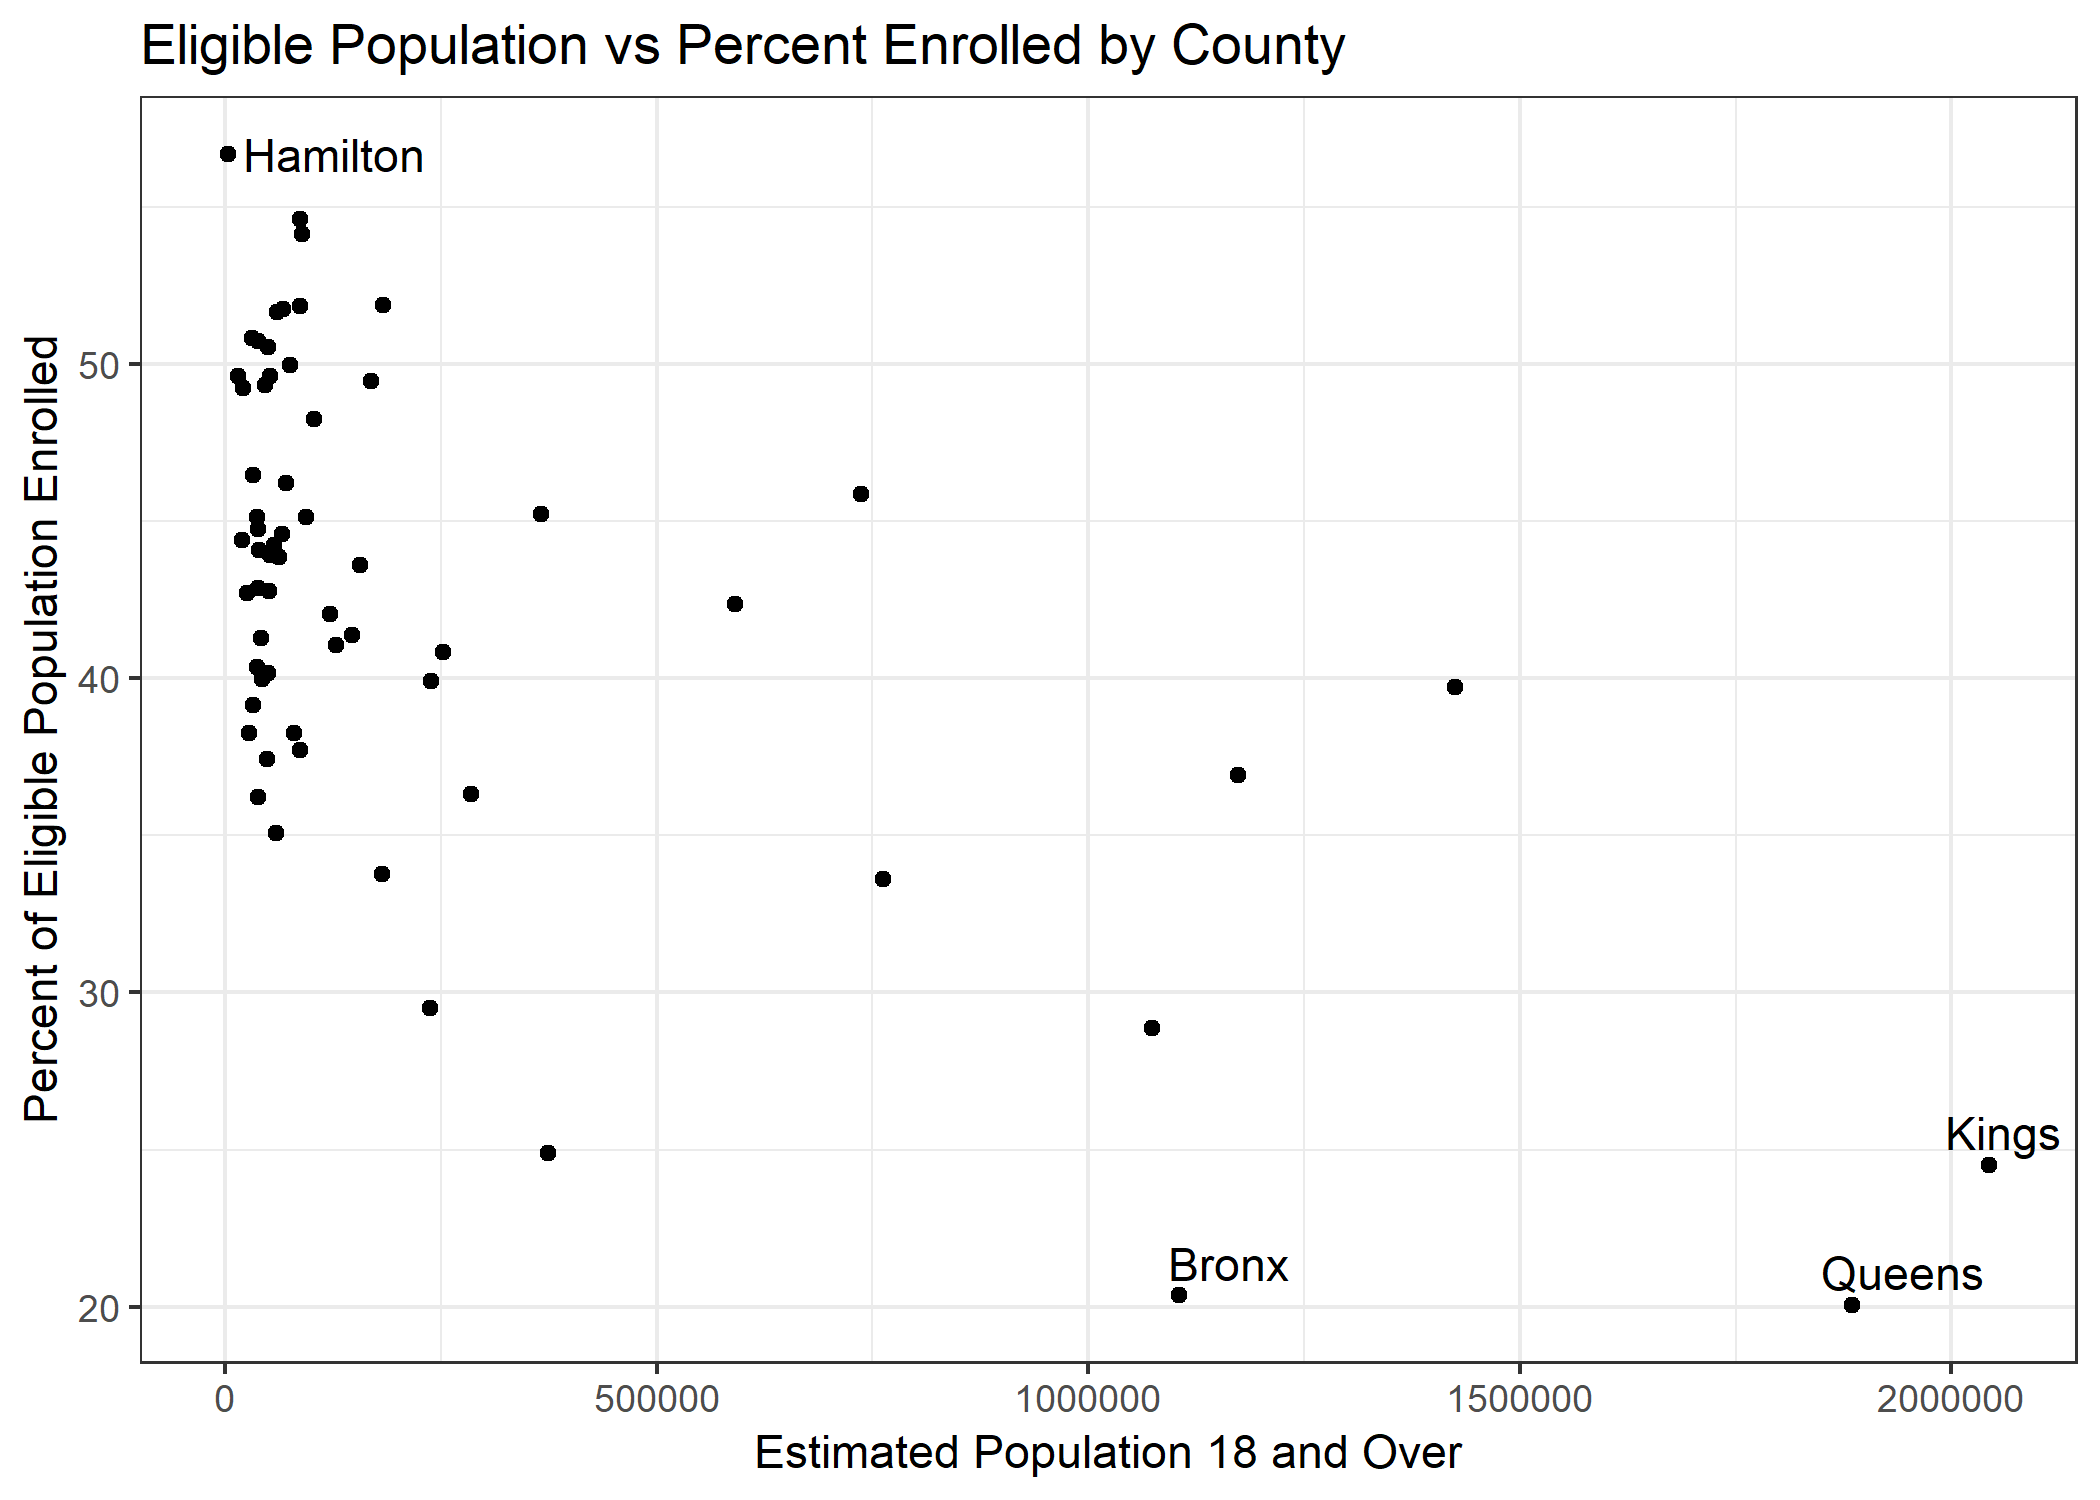 Eligible Population vs Percent Enrolled by County
Percent of Eligible Population Enrolled
50
40
30
20
Hamilton
Kings
Bronx
Queens
0
500000
1000000
1500000
2000000
Estimated Population 18 and Over